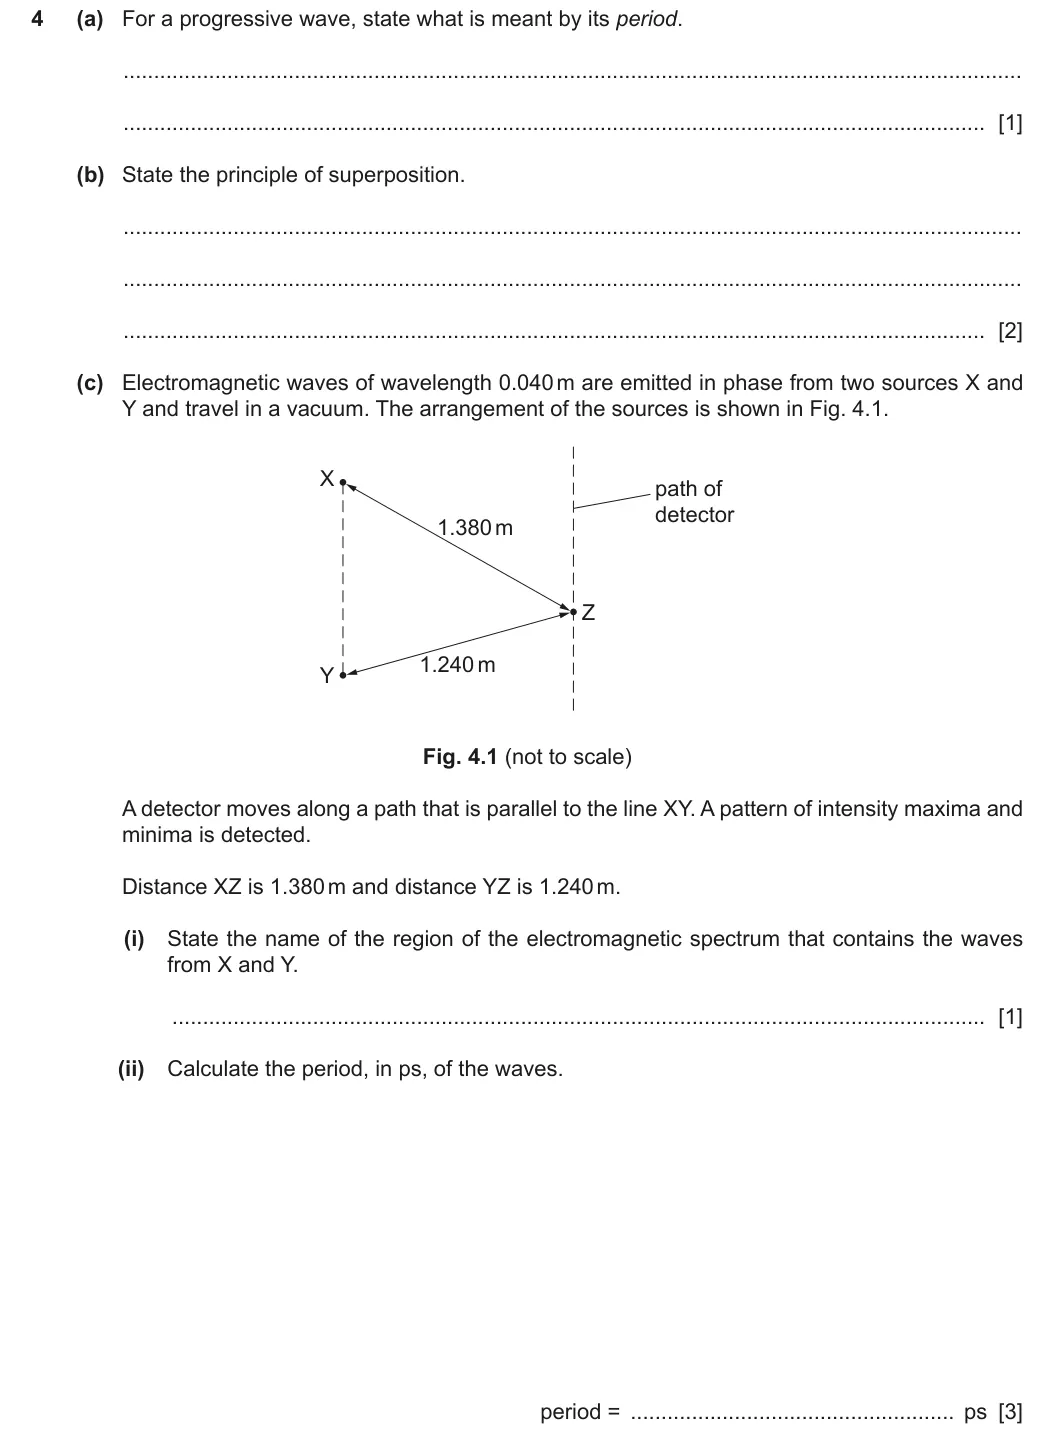 4 (a) For a progressive wave, state what is meant by its period.
.......................................................................................................................................................
................................................................................................................................................. [1]
(b) State the principle of superposition.
.......................................................................................................................................................
.......................................................................................................................................................
................................................................................................................................................. [2]
(c) Electromagnetic waves of wavelength 0.040 m are emitted in phase from two sources X and
Y and travel in a vacuum. The arrangement of the sources is shown in Fig. 4.1.
X
path of
detector
1.380 m
Z
1.240 m
Y
Fig. 4.1 (not to scale)
A detector moves along a path that is parallel to the line XY. A pattern of intensity maxima and
minima is detected.
Distance XZ is 1.380 m and distance YZ is 1.240 m.
(i) State the name of the region of the electromagnetic spectrum that contains the waves
from X and Y.
....................................................................................................................................... [1]
(ii) Calculate the period, in ps, of the waves.
period = ..................................................... ps [3]